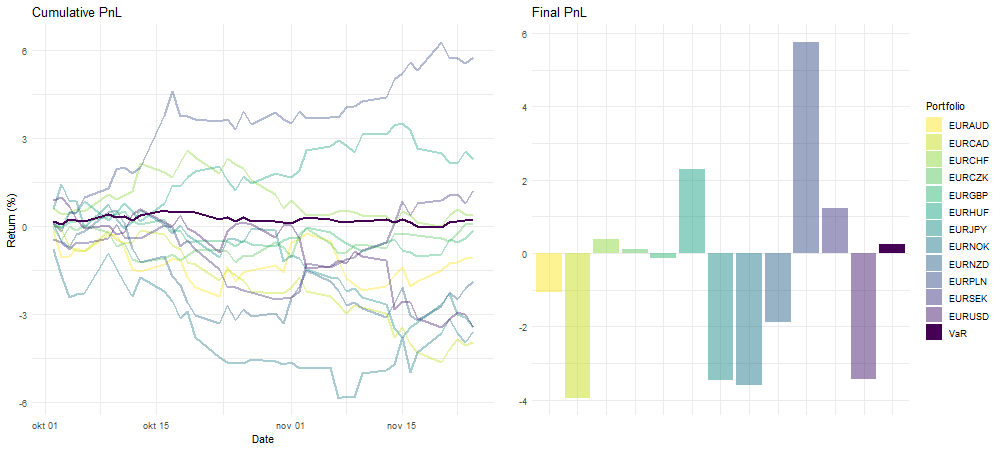 Cumulative PnL
Return (%)
6
3
0
-3
-6
okt 01
okt 15
nov 01
nov 15
Date
Final PnL
6
4
2
0
-2
-4
Portfolio
EURAUD
EURCAD
EURCHF
EURCZK
EURGBP
EURHUF
EURJPY
EURNOK
EURNZD
EURPLN
EURSEK
EURUSD
VaR